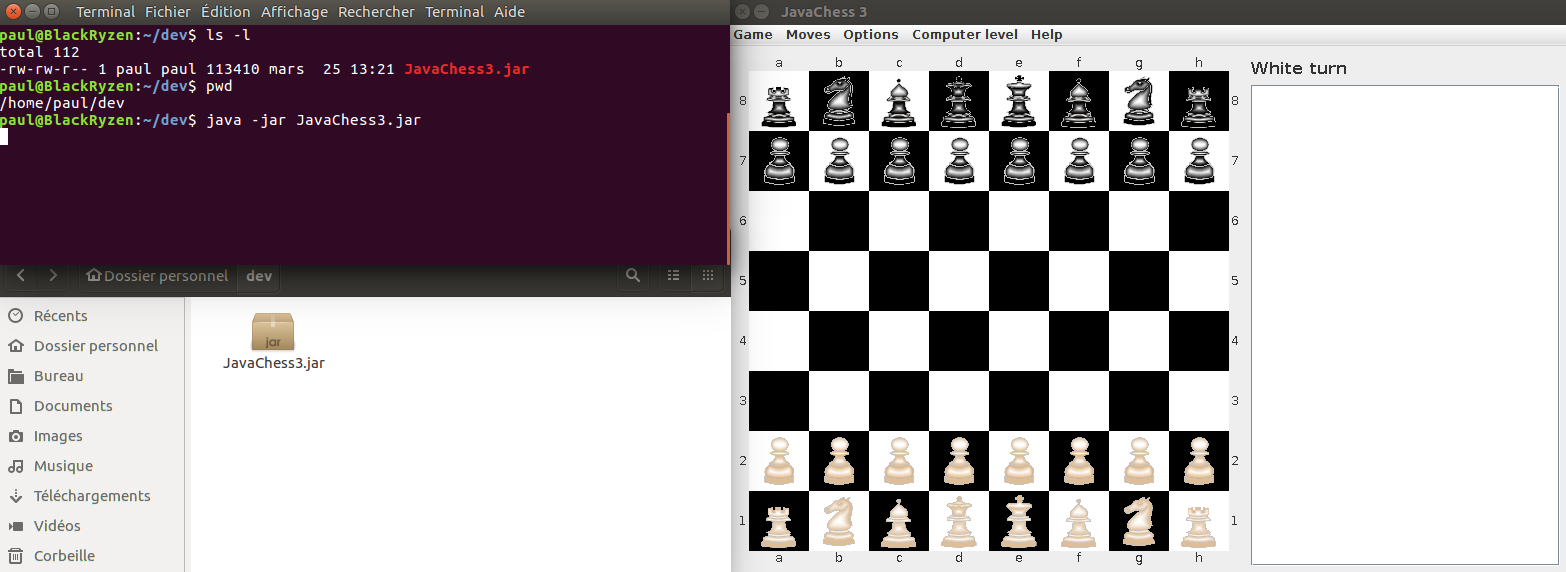 Terminal Fichier Édition Affichage Rechercher Terminal Aide
paul@BlackRyzen:~/dev$ ls -l
total 112
-rw-rw-r-- 1 paul paul 113410 mars  25 13:21 JavaChess3.jar
paul@BlackRyzen:~/dev$ pwd
/home/paul/dev
paul@BlackRyzen:~/dev$ java -jar JavaChess3.jar
Dossier personnel dev
Récents
Dossier personnel
Bureau
Documents
Images
Musique
Téléchargements
Vidéos
Corbeille
jar
JavaChess3.jar
JavaChess 3
Game Moves Options Computer level Help
a b c d e f g h
8 8
7 7
6 6
5 5
4 4
3 3
2 2
1 1
a b c d e f g h
White turn